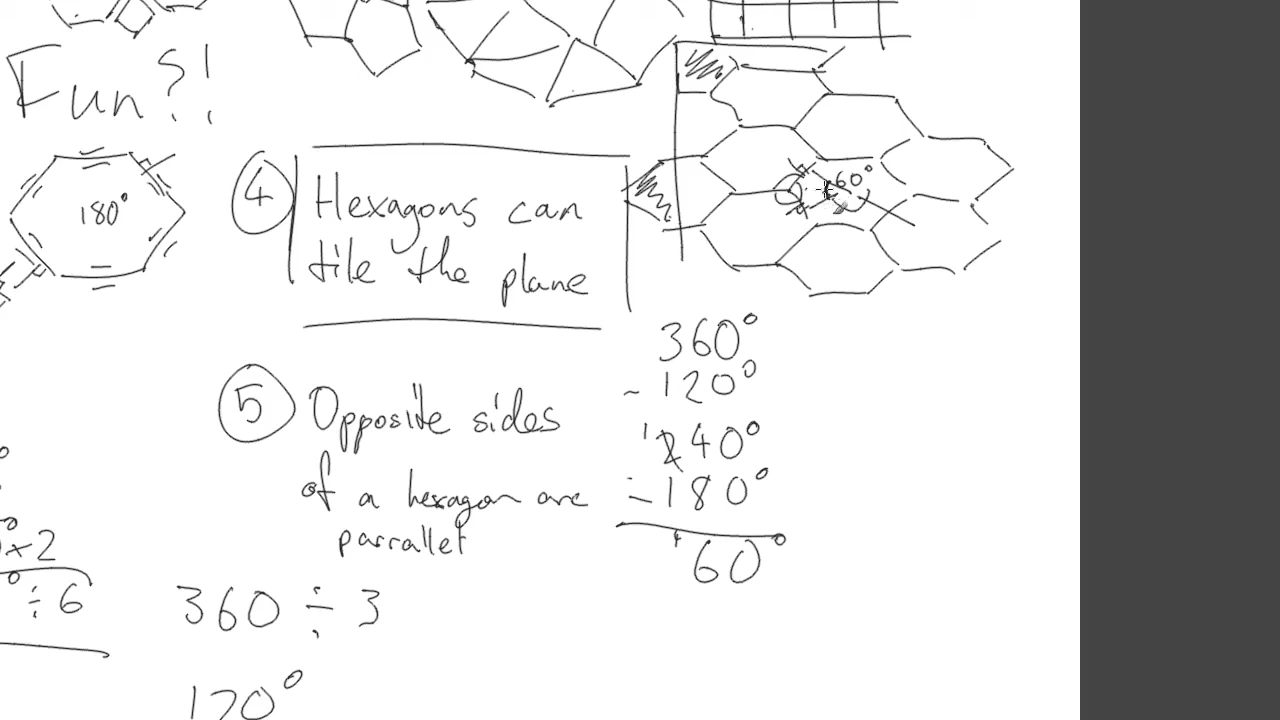 Fun?!
180°
④ Hexagons can
tile the plane
60°
⑤ Opposite sides
of a hexagon are
parrallel
360°
- 120°
240°
- 180°
60°
×2
÷6
360 ÷ 3
120°